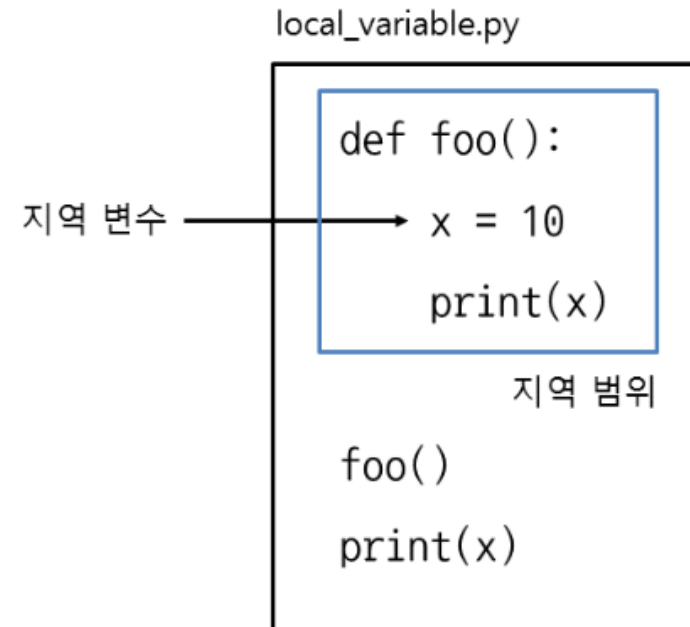 local_variable.py
def foo():
지역 변수
x = 10
print(x)
지역 범위
foo()
print(x)